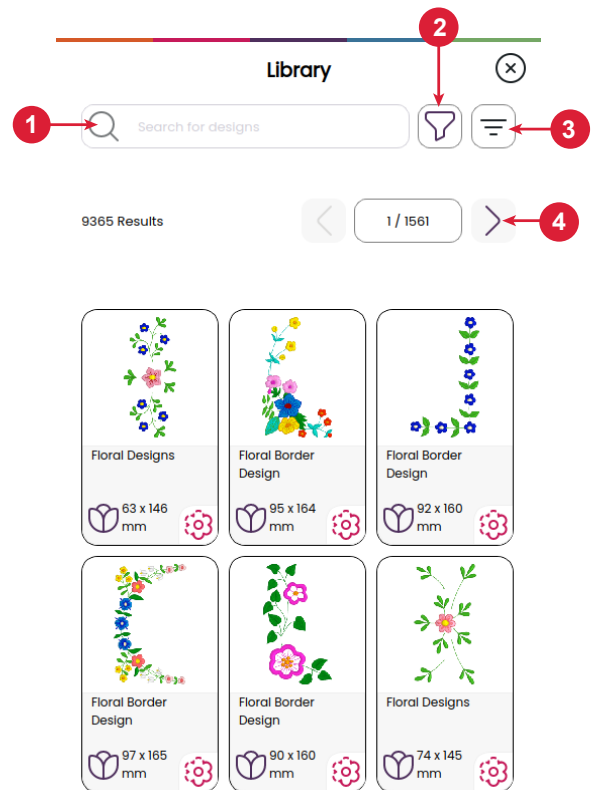 2
Library
1
Search for designs
3
9365 Results
1 / 1561
4
Floral Designs
63 x 146
mm
Floral Border
Design
95 x 164
mm
Floral Border
Design
92 x 160
mm
Floral Border
Design
97 x 165
mm
Floral Border
Design
90 x 160
mm
Floral Designs
74 x 145
mm